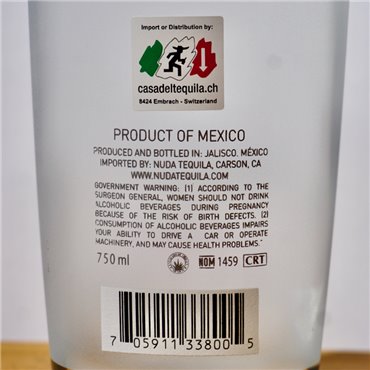 Import or Distribution by:
casadeltequila.ch
8424 Embrach - Switzerland
PRODUCT OF MEXICO
PRODUCED AND BOTTLED IN: JALISCO, MÉXICO
IMPORTED BY: NUDA TEQUILA, CARSON, CA
WWW.NUDATEQUILA.COM
GOVERNMENT WARNING: (1) ACCORDING TO THE
SURGEON GENERAL, WOMEN SHOULD NOT DRINK
ALCOHOLIC BEVERAGES DURING PREGNANCY
BECAUSE OF THE RISK OF BIRTH DEFECTS. (2)
CONSUMPTION OF ALCOHOLIC BEVERAGES IMPAIRS
YOUR ABILITY TO DRIVE A CAR OR OPERATE
MACHINERY, AND MAY CAUSE HEALTH PROBLEMS."
750 ml NOM 1459 CRT
7 05911 33800 5